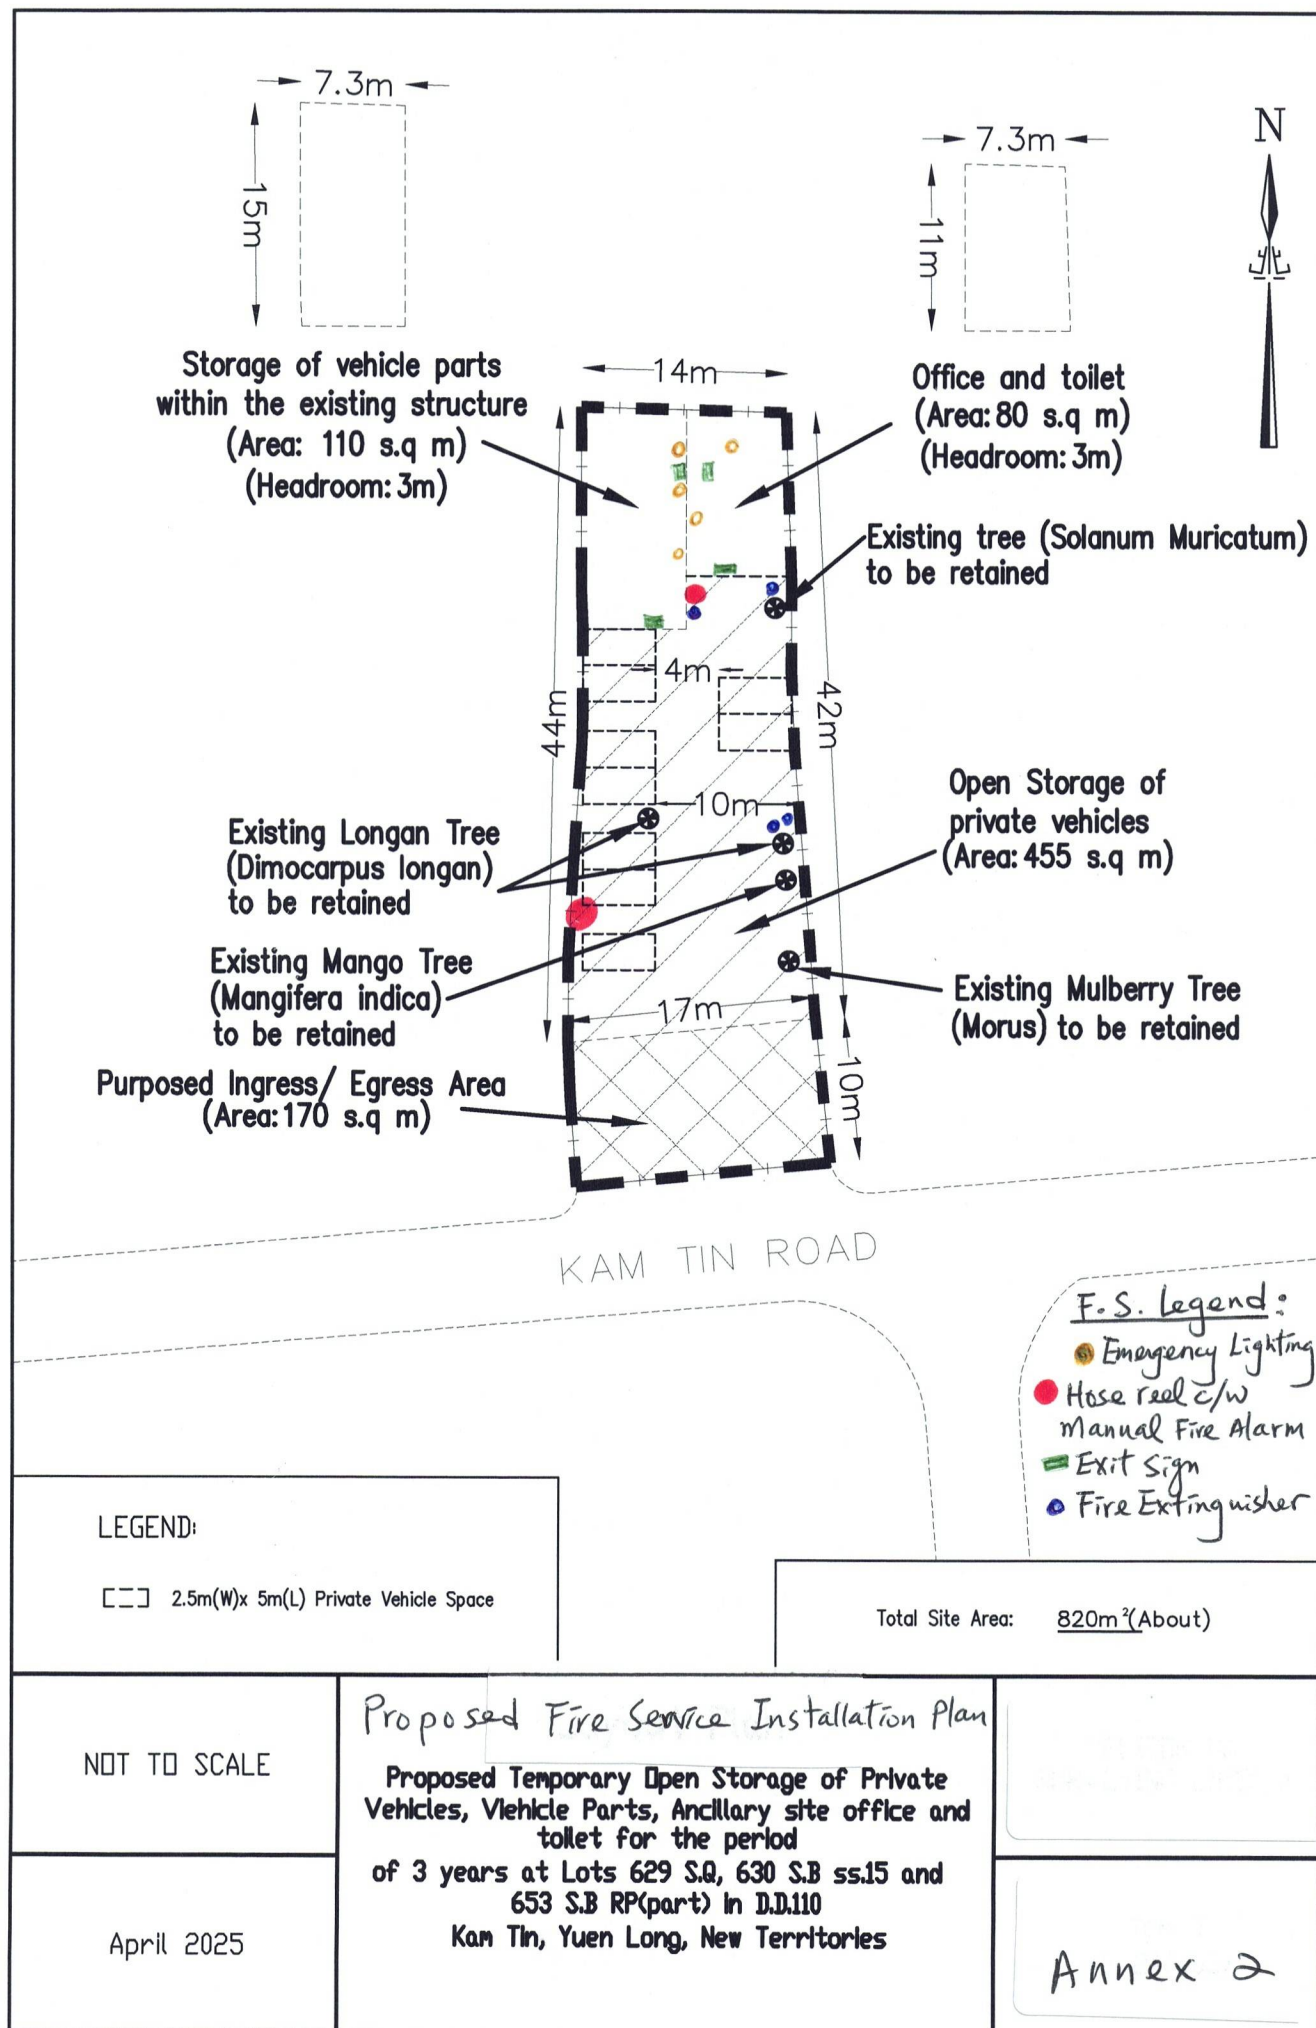 7.3m
15m
7.3m
11m
N
Storage of vehicle parts
within the existing structure
(Area: 110 s.q m)
(Headroom: 3m)
14m
Office and toilet
(Area: 80 s.q m)
(Headroom: 3m)
Existing tree (Solanum Muricatum)
to be retained
4m
44m
42m
10m
Open Storage of
private vehicles
(Area: 455 s.q m)
Existing Longan Tree
(Dimocarpus longan)
to be retained
Existing Mango Tree
(Mangifera indica)
to be retained
17m
Existing Mulberry Tree
(Morus) to be retained
10m
Purposed Ingress/ Egress Area
(Area: 170 s.q m)
KAM TIN ROAD
F.S. Legend:
Emergency Lighting
Hose reel c/w
Manual Fire Alarm
Exit Sign
Fire Extinguisher
LEGEND:
2.5m(W)x 5m(L) Private Vehicle Space
Total Site Area: 820m²(About)
NOT TO SCALE
April 2025
Proposed Fire Service Installation Plan
Proposed Temporary Open Storage of Private
Vehicles, Viehicle Parts, Ancillary site office and
toilet for the period
of 3 years at Lots 629 S.Q, 630 S.B ss.15 and
653 S.B RP(part) in D.D.110
Kam Tin, Yuen Long, New Territories
Annex 2